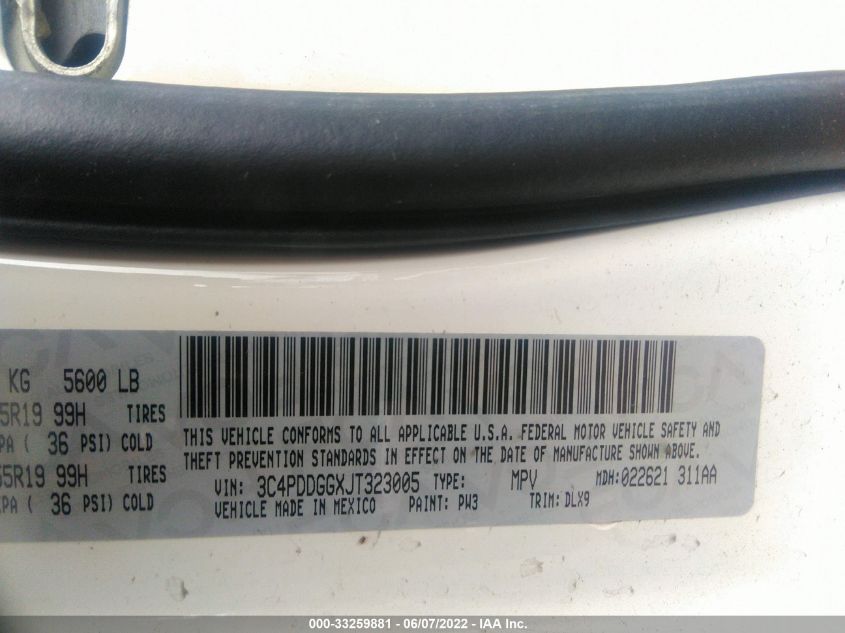 KG 5600 LB
5R19 99H TIRES
PA ( 36 PSI) COLD
55R19 99H TIRES
KPA ( 36 PSI) COLD
THIS VEHICLE CONFORMS TO ALL APPLICABLE U.S.A. FEDERAL MOTOR VEHICLE SAFETY AND
THEFT PREVENTION STANDARDS IN EFFECT ON THE DATE OF MANUFACTURE SHOWN ABOVE.
VIN: 3C4PDDGGXJT323005 TYPE: MPV MDH:022621 311AA
VEHICLE MADE IN MEXICO PAINT: PW3 TRIM: DLX9
000-33259881 - 06/07/2022 - IAA Inc.